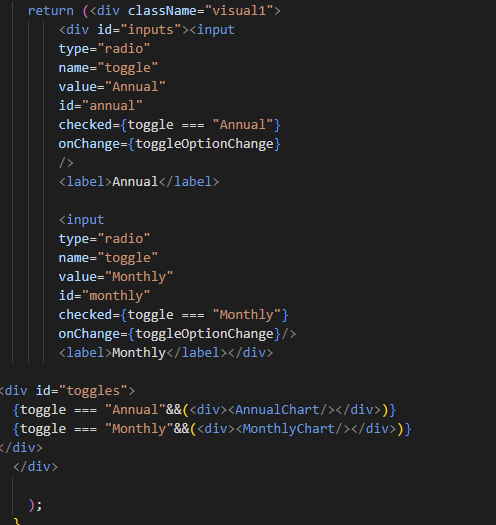 return (<div className="visual1">
<div id="inputs"><input
type="radio"
name="toggle"
value="Annual"
id="annual"
checked={toggle === "Annual"}
onChange={toggleOptionChange}
/>
<label>Annual</label>
<input
type="radio"
name="toggle"
value="Monthly"
id="monthly"
checked={toggle === "Monthly"}
onChange={toggleOptionChange}/>
<label>Monthly</label></div>
<div id="toggles">
{toggle === "Annual"&&(<div><AnnualChart/></div>)}
{toggle === "Monthly"&&(<div><MonthlyChart/></div>)}
</div>
</div>
);
}